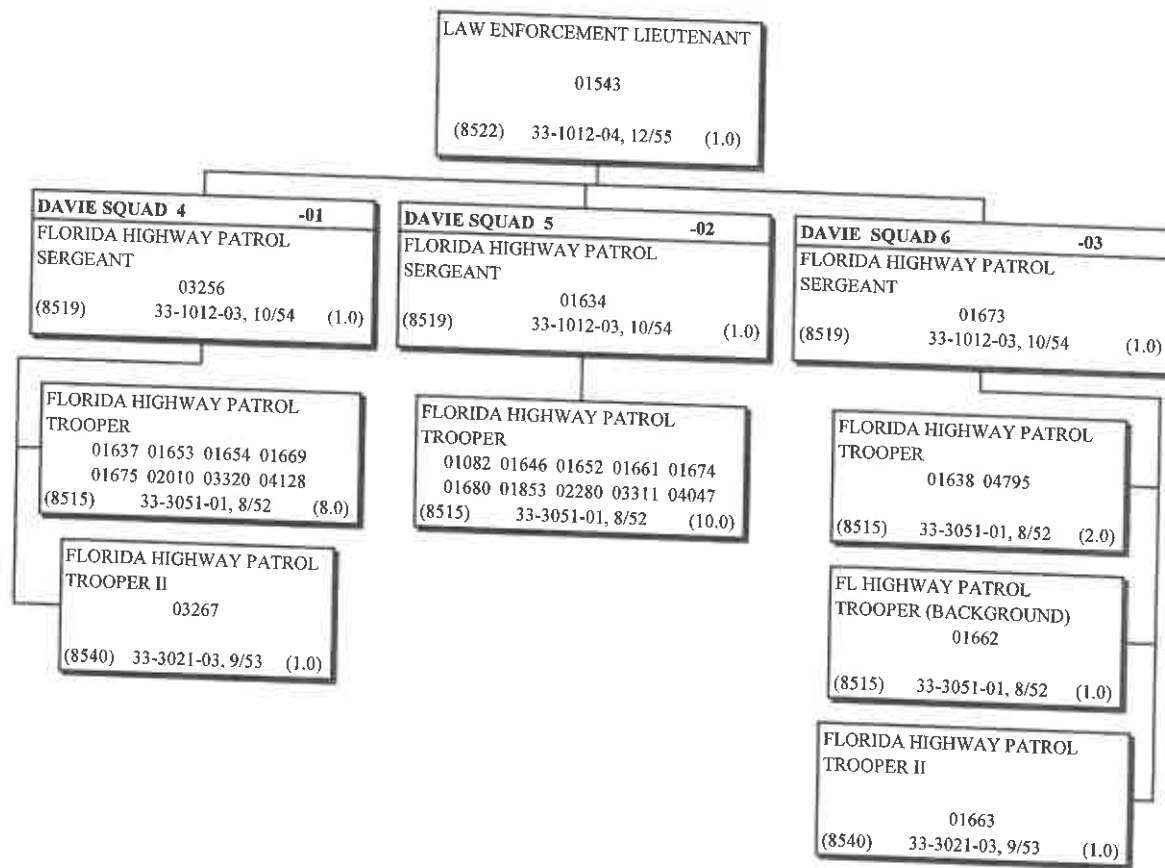 LAW ENFORCEMENT LIEUTENANT
01543
(8522) 33-1012-04, 12/55 (1.0)
DAVIE SQUAD 4 -01
FLORIDA HIGHWAY PATROL
SERGEANT
03256
(8519) 33-1012-03, 10/54 (1.0)
FLORIDA HIGHWAY PATROL
TROOPER
01637 01653 01654 01669
01675 02010 03320 04128
(8515) 33-3051-01, 8/52 (8.0)
FLORIDA HIGHWAY PATROL
TROOPER II
03267
(8540) 33-3021-03, 9/53 (1.0)
DAVIE SQUAD 5 -02
FLORIDA HIGHWAY PATROL
SERGEANT
01634
(8519) 33-1012-03, 10/54 (1.0)
FLORIDA HIGHWAY PATROL
TROOPER
01082 01646 01652 01661 01674
01680 01853 02280 03311 04047
(8515) 33-3051-01, 8/52 (10.0)
DAVIE SQUAD 6 -03
FLORIDA HIGHWAY PATROL
SERGEANT
01673
(8519) 33-1012-03, 10/54 (1.0)
FLORIDA HIGHWAY PATROL
TROOPER
01638 04795
(8515) 33-3051-01, 8/52 (2.0)
FL HIGHWAY PATROL
TROOPER (BACKGROUND)
01662
(8515) 33-3051-01, 8/52 (1.0)
FLORIDA HIGHWAY PATROL
TROOPER II
01663
(8540) 33-3021-03, 9/53 (1.0)